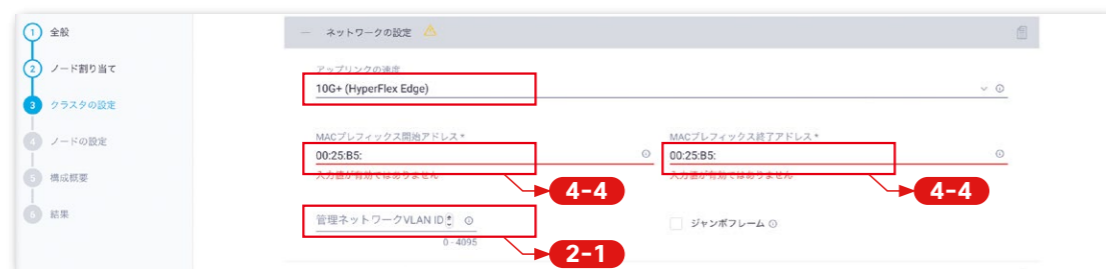 1 全般
2 ノード割り当て
3 クラスタの設定
4 ノードの設定
5 構成概要
6 結果
ネットワークの設定
アップリンクの速度
10G+ (HyperFlex Edge)
MACプレフィックス開始アドレス *
00:25:B5:
入力値が有効ではありません
4-4
MACプレフィックス終了アドレス *
00:25:B5:
入力値が有効ではありません
4-4
管理ネットワークVLAN ID
0 - 4095
2-1
ジャンボフレーム